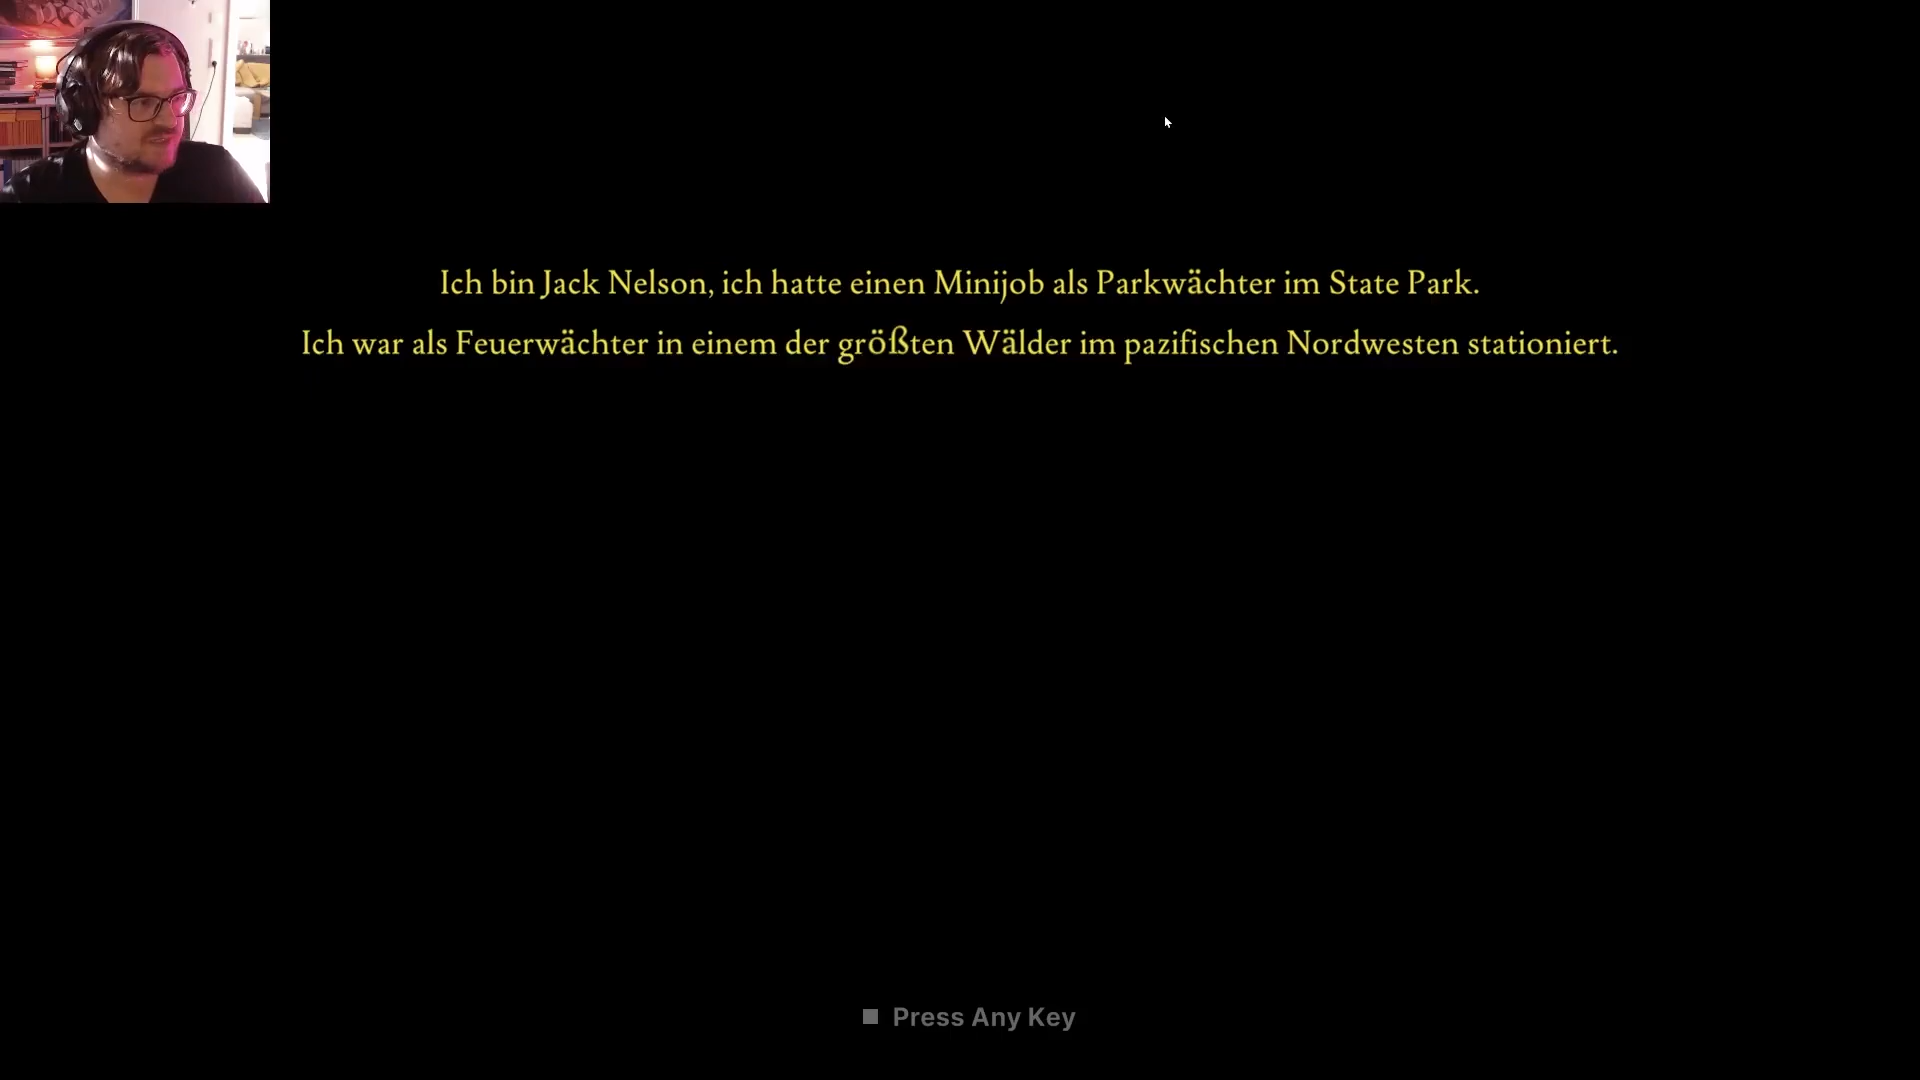 Ich bin Jack Nelson, ich hatte einen Minijob als Parkwächter im State Park.
Ich war als Feuerwächter in einem der größten Wälder im pazifischen Nordwesten stationiert.
Press Any Key